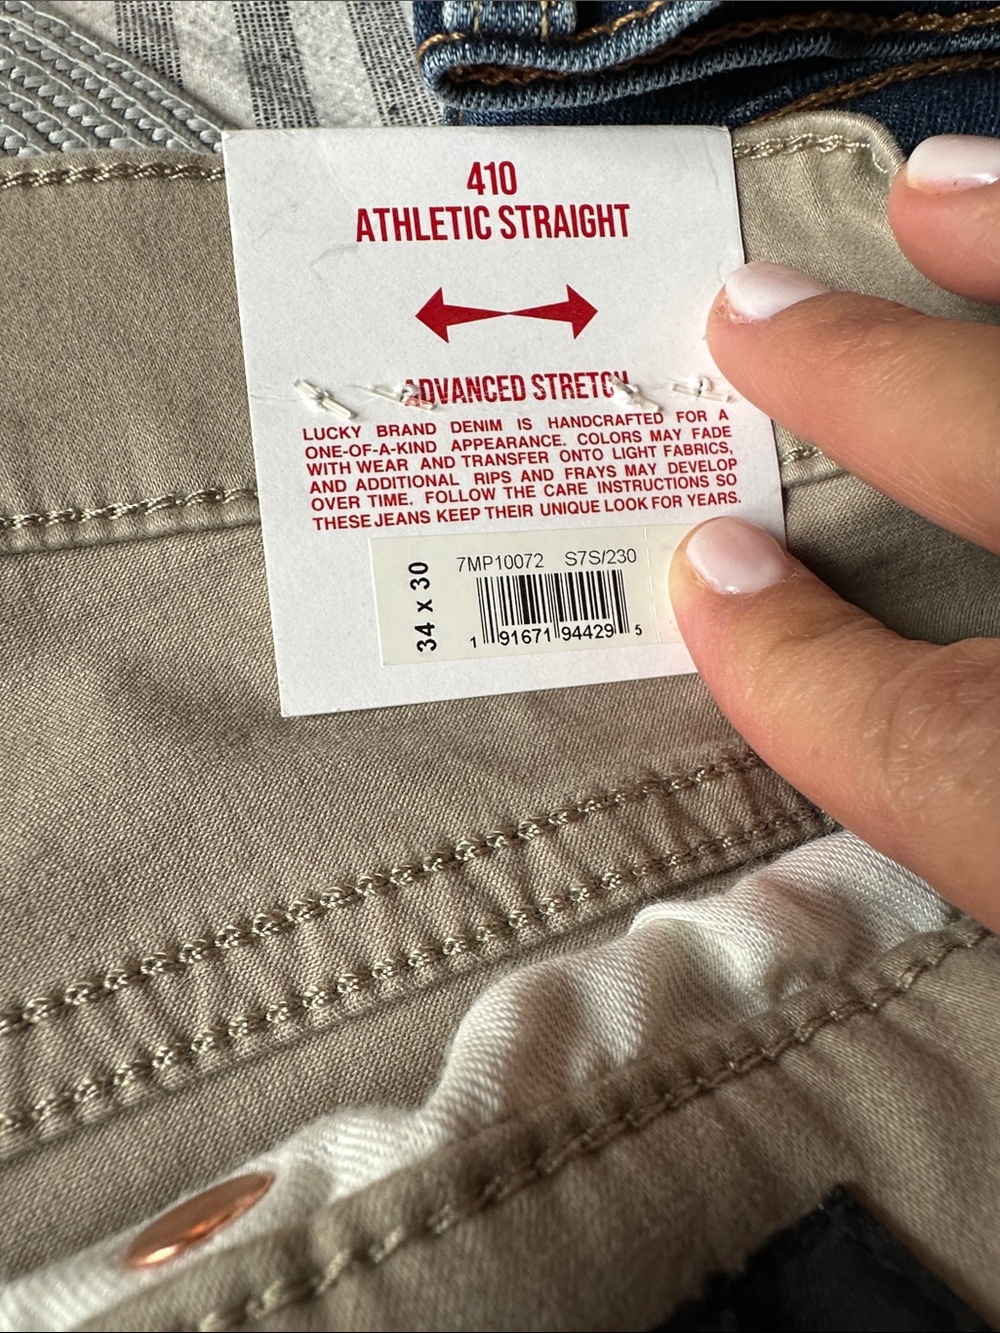 410
ATHLETIC STRAIGHT
ADVANCED STRETCH
LUCKY BRAND DENIM IS HANDCRAFTED FOR A
ONE-OF-A-KIND APPEARANCE. COLORS MAY FADE
WITH WEAR AND TRANSFER ONTO LIGHT FABRICS,
AND ADDITIONAL RIPS AND FRAYS MAY DEVELOP
OVER TIME. FOLLOW THE CARE INSTRUCTIONS SO
THESE JEANS KEEP THEIR UNIQUE LOOK FOR YEARS.
34 x 30
7MP10072 S7S/230
1 91671 94429 5